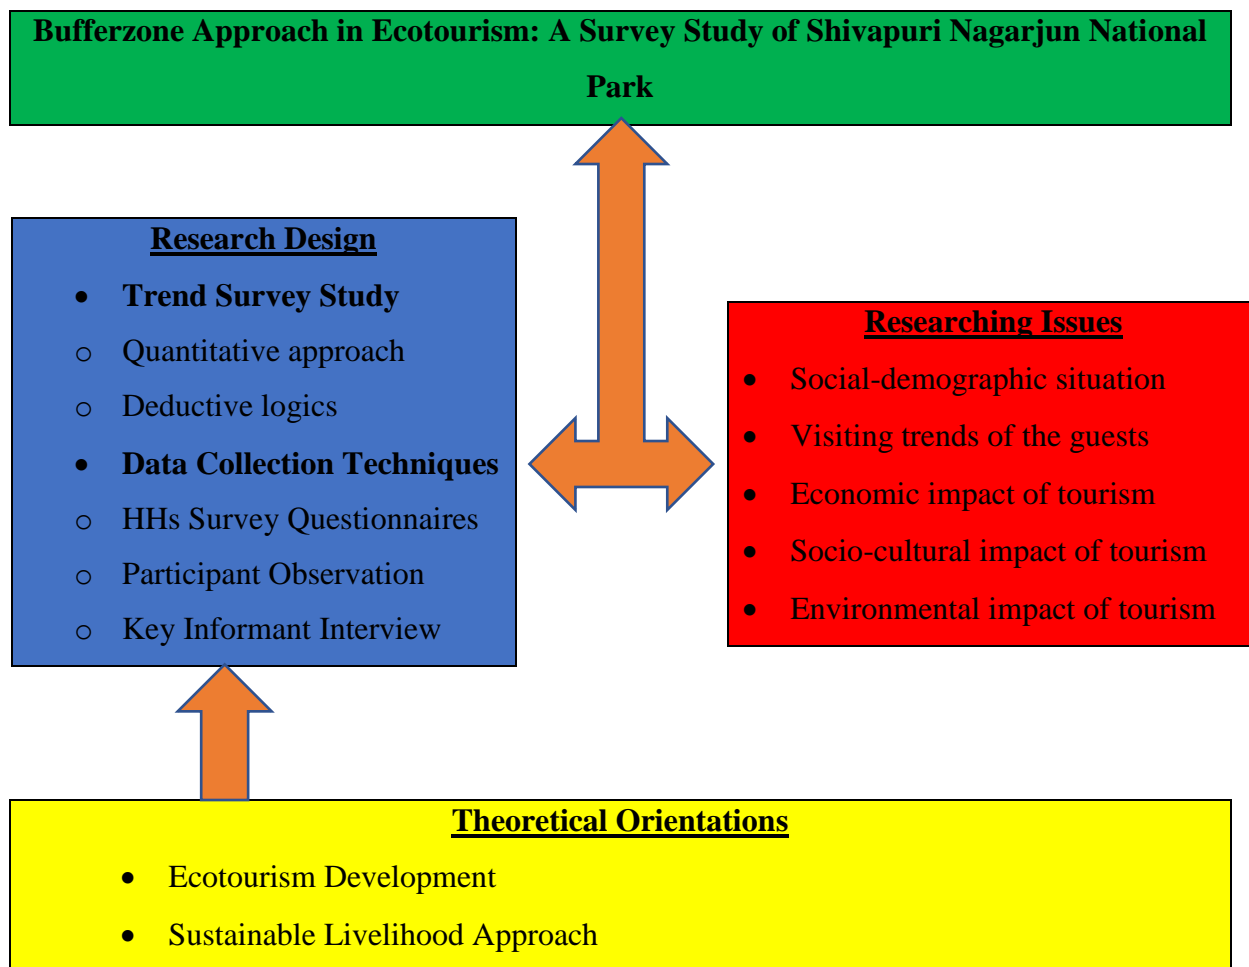 Bufferzone Approach in Ecotourism: A Survey Study of Shivapuri Nagarjun National
Park
Research Design
• Trend Survey Study
o Quantitative approach
o Deductive logics
• Data Collection Techniques
o HHs Survey Questionnaires
o Participant Observation
o Key Informant Interview
Researching Issues
• Social-demographic situation
• Visiting trends of the guests
• Economic impact of tourism
• Socio-cultural impact of tourism
• Environmental impact of tourism
Theoretical Orientations
• Ecotourism Development
• Sustainable Livelihood Approach